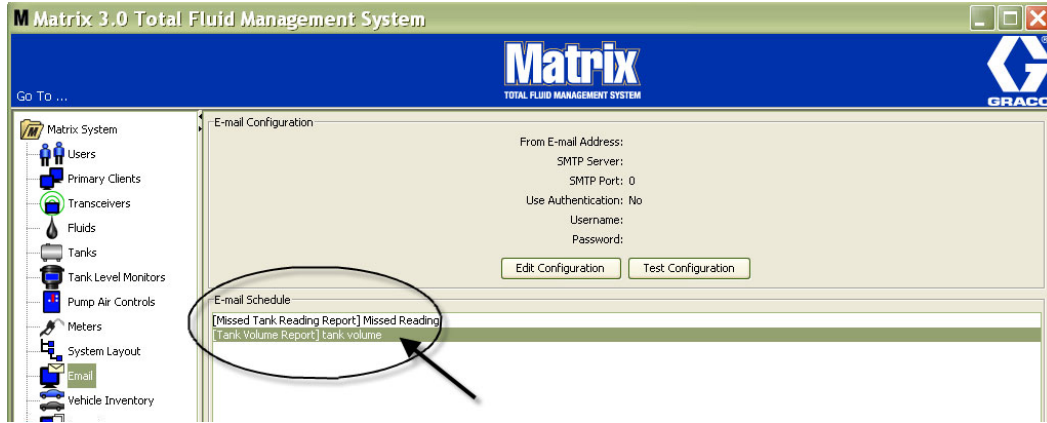 M Matrix 3.0 Total Fluid Management System
Matrix
TOTAL FLUID MANAGEMENT SYSTEM
GRACO
Go To ...
Matrix System
Users
Primary Clients
Transceivers
Fluids
Tanks
Tank Level Monitors
Pump Air Controls
Meters
System Layout
Email
Vehicle Inventory
E-mail Configuration
From E-mail Address:
SMTP Server:
SMTP Port: 0
Use Authentication: No
Username:
Password:
Edit Configuration Test Configuration
E-mail Schedule
[Missed Tank Reading Report] Missed Reading
[Tank Volume Report] tank volume